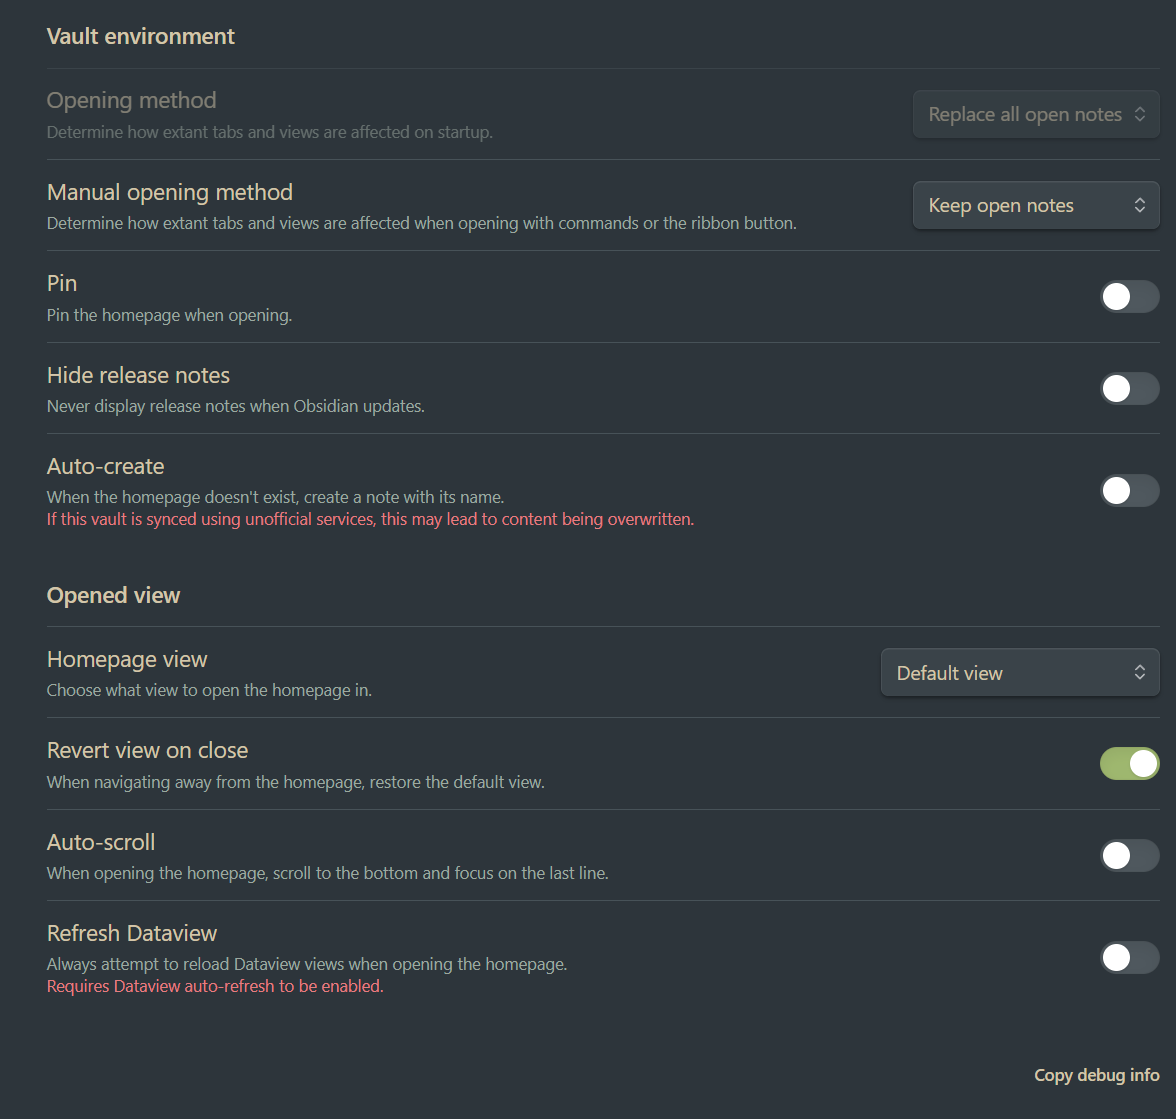 Vault environment
Opening method
Replace all open notes
Determine how extant tabs and views are affected on startup.
Manual opening method
Keep open notes
Determine how extant tabs and views are affected when opening with commands or the ribbon button.
Pin
Pin the homepage when opening.
Hide release notes
Never display release notes when Obsidian updates.
Auto-create
When the homepage doesn't exist, create a note with its name.
If this vault is synced using unofficial services, this may lead to content being overwritten.
Opened view
Homepage view
Default view
Choose what view to open the homepage in.
Revert view on close
When navigating away from the homepage, restore the default view.
Auto-scroll
When opening the homepage, scroll to the bottom and focus on the last line.
Refresh Dataview
Always attempt to reload Dataview views when opening the homepage.
Requires Dataview auto-refresh to be enabled.
Copy debug info